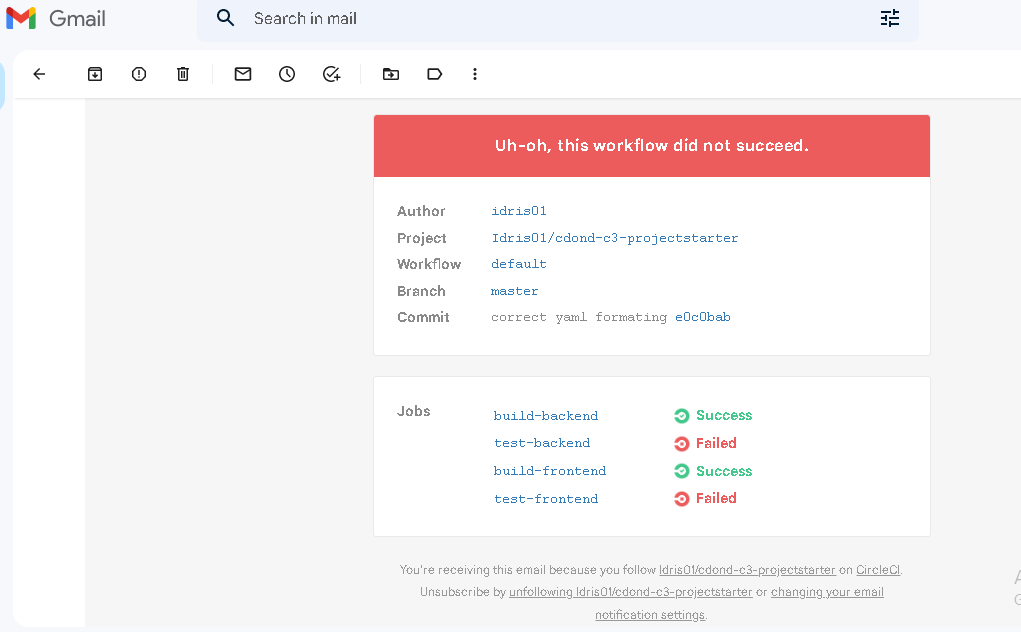 Gmail
Search in mail
Uh-oh, this workflow did not succeed.
Author idris01
Project Idris01/cdond-c3-projectstarter
Workflow default
Branch master
Commit correct yaml formating e0c0bab
Jobs build-backend Success
test-backend Failed
build-frontend Success
test-frontend Failed
You're receiving this email because you follow Idris01/cdond-c3-projectstarter on CircleCI.
Unsubscribe by unfollowing Idris01/cdond-c3-projectstarter or changing your email
notification settings.